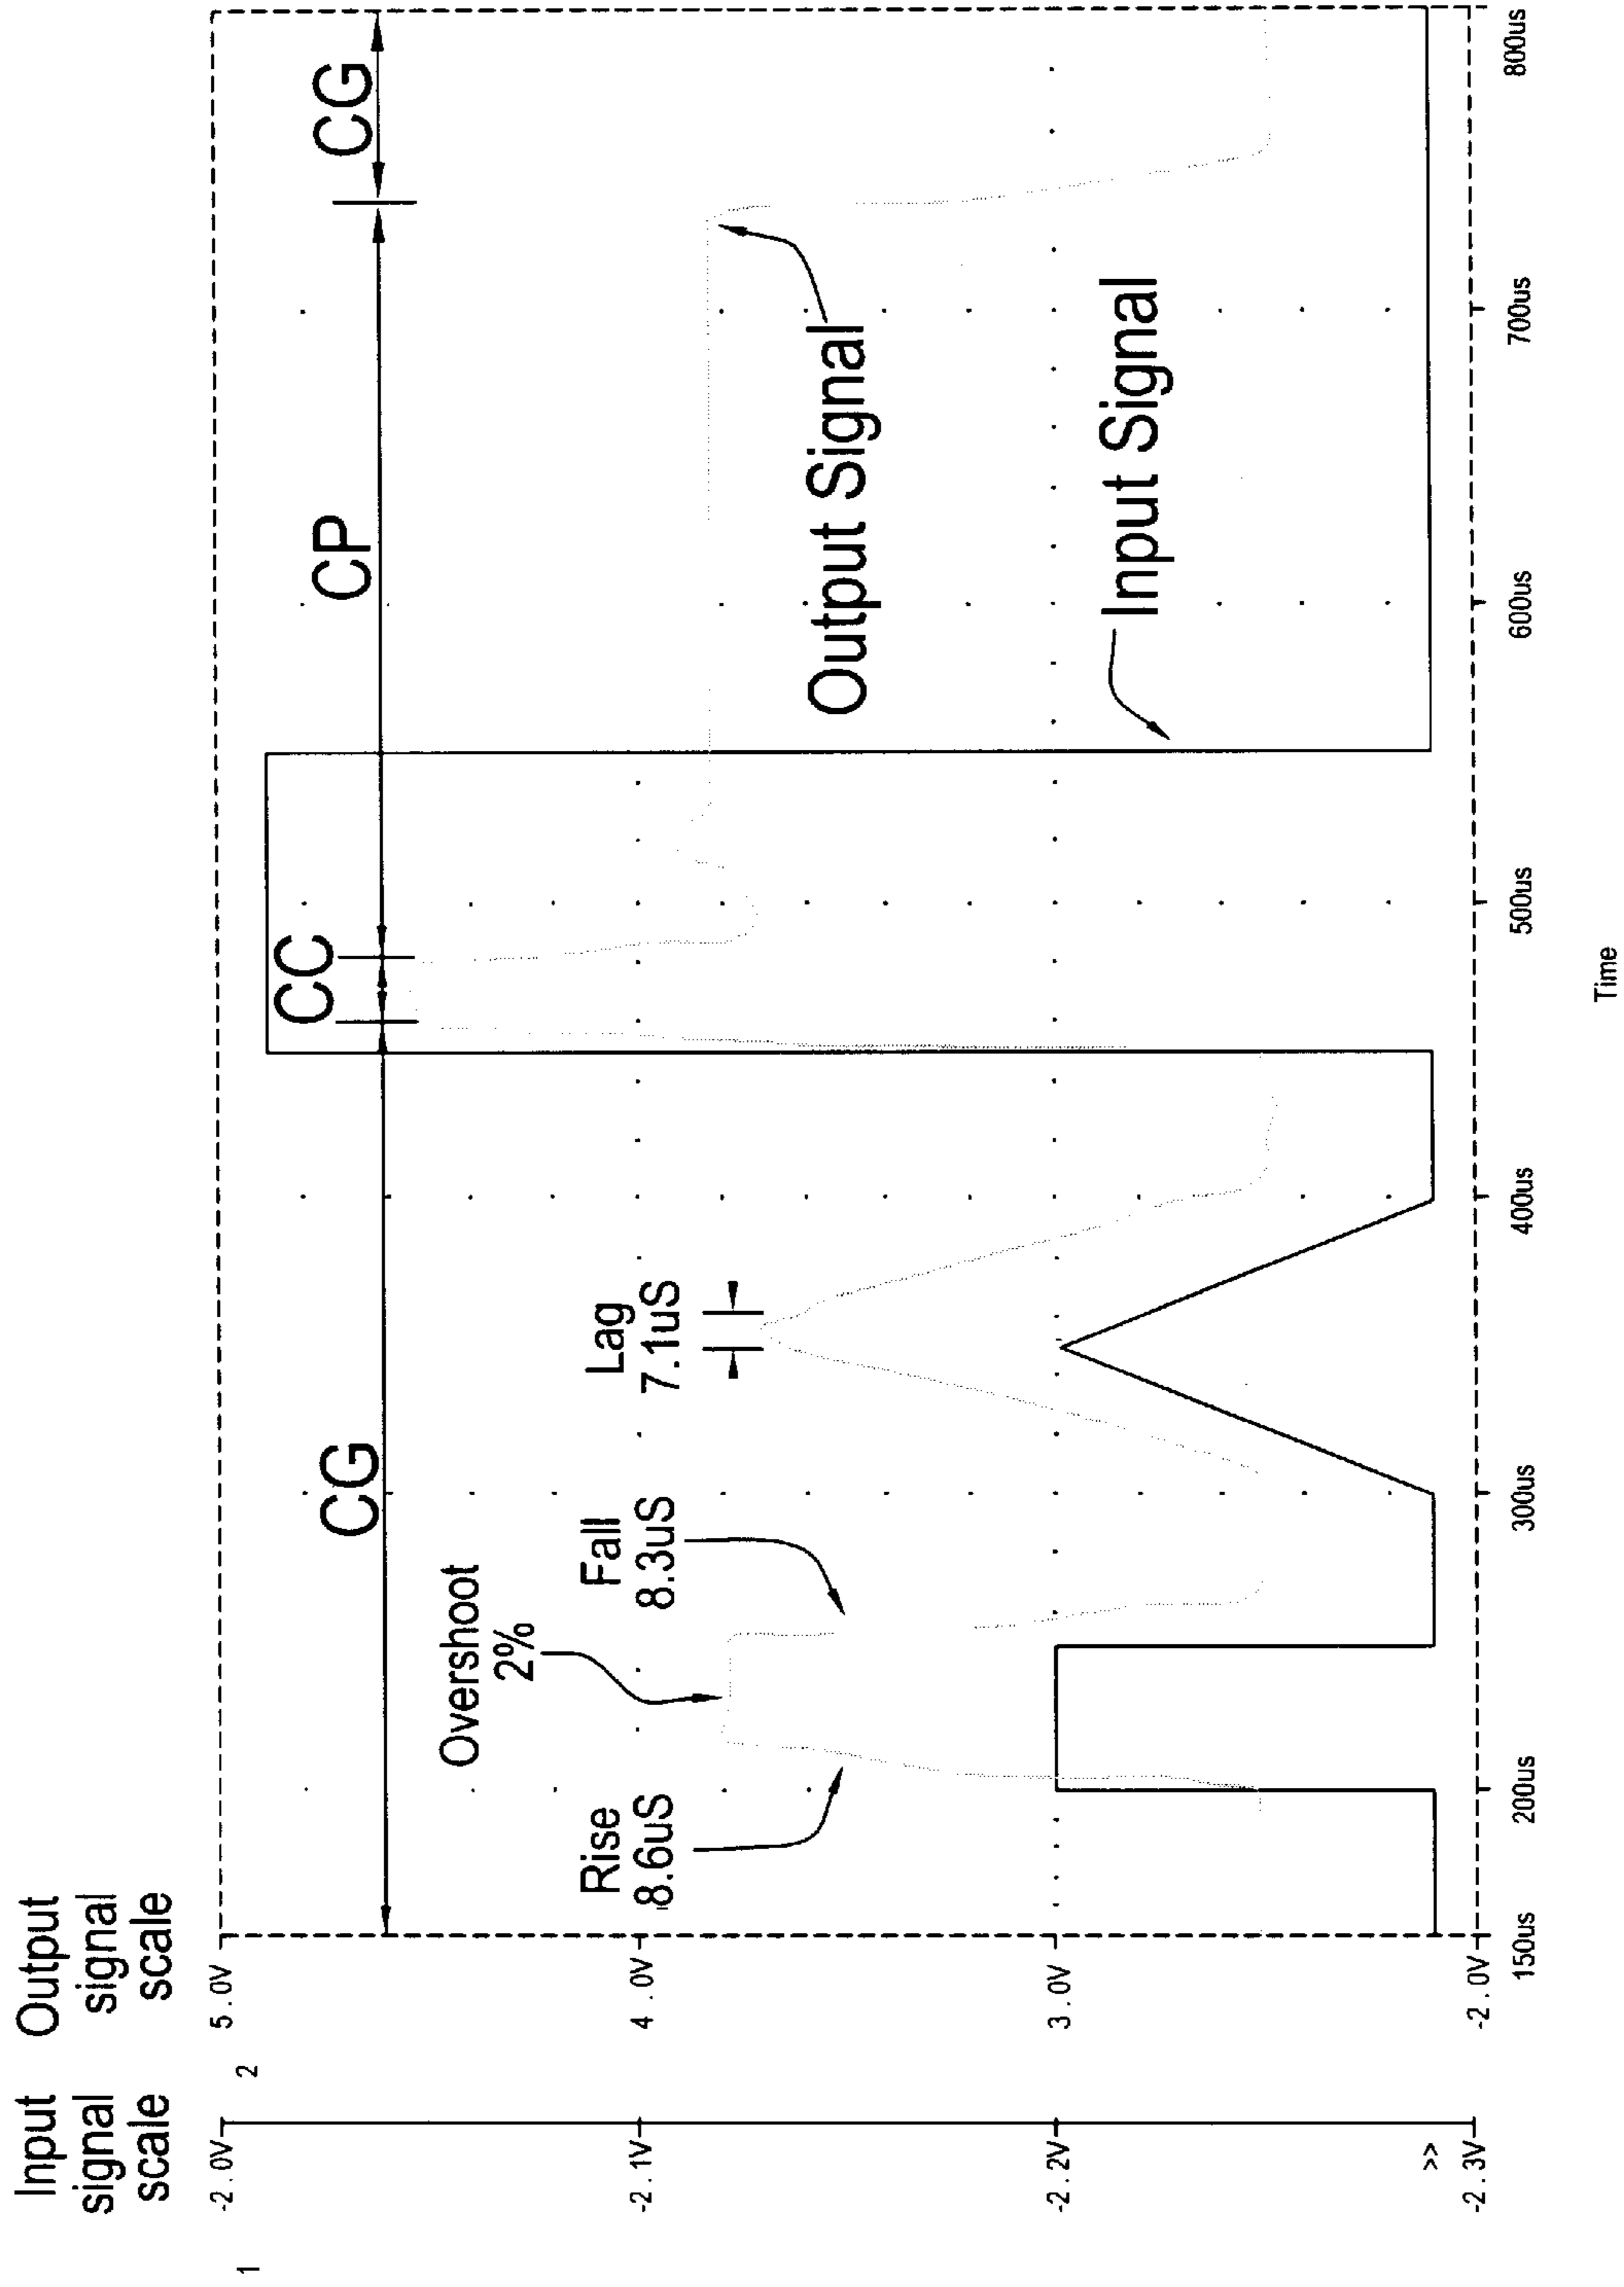 Input
signal
scale
Output
signal
scale
1
-2.0V
-2.1V
-2.2V
>>
-2.3V
2
5.0V
4.0V
3.0V
-2.0V
CG
CC
CP
CG
Overshoot
2%
Rise
8.6uS
Fall
8.3uS
Lag
7.1uS
Output Signal
Input Signal
150us
200us
300us
400us
500us
600us
700us
800us
Time